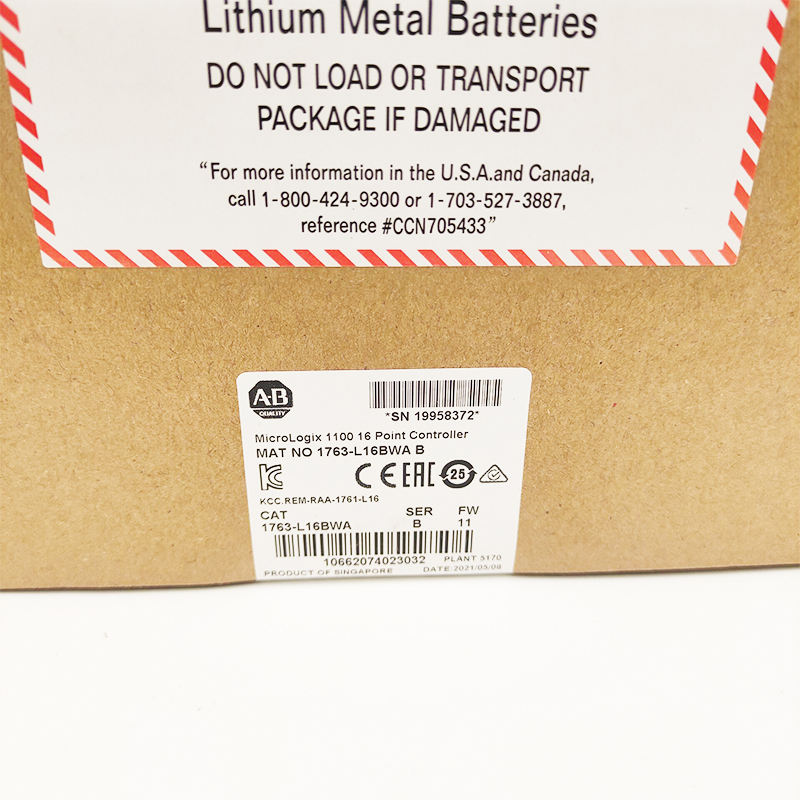 Lithium Metal Batteries
DO NOT LOAD OR TRANSPORT
PACKAGE IF DAMAGED
“For more information in the U.S.A.and Canada,
call 1-800-424-9300 or 1-703-527-3887,
reference #CCN705433”
A-B
QUALITY
*SN 19958372*
MicroLogix 1100 16 Point Controller
MAT NO 1763-L16BWA B
CE EAC 25
KCC.REM-RAA-1761-L16
CAT SER FW
1763-L16BWA B 11
10662074023032 PLANT 5170
PRODUCT OF SINGAPORE DATE:2021/05/08